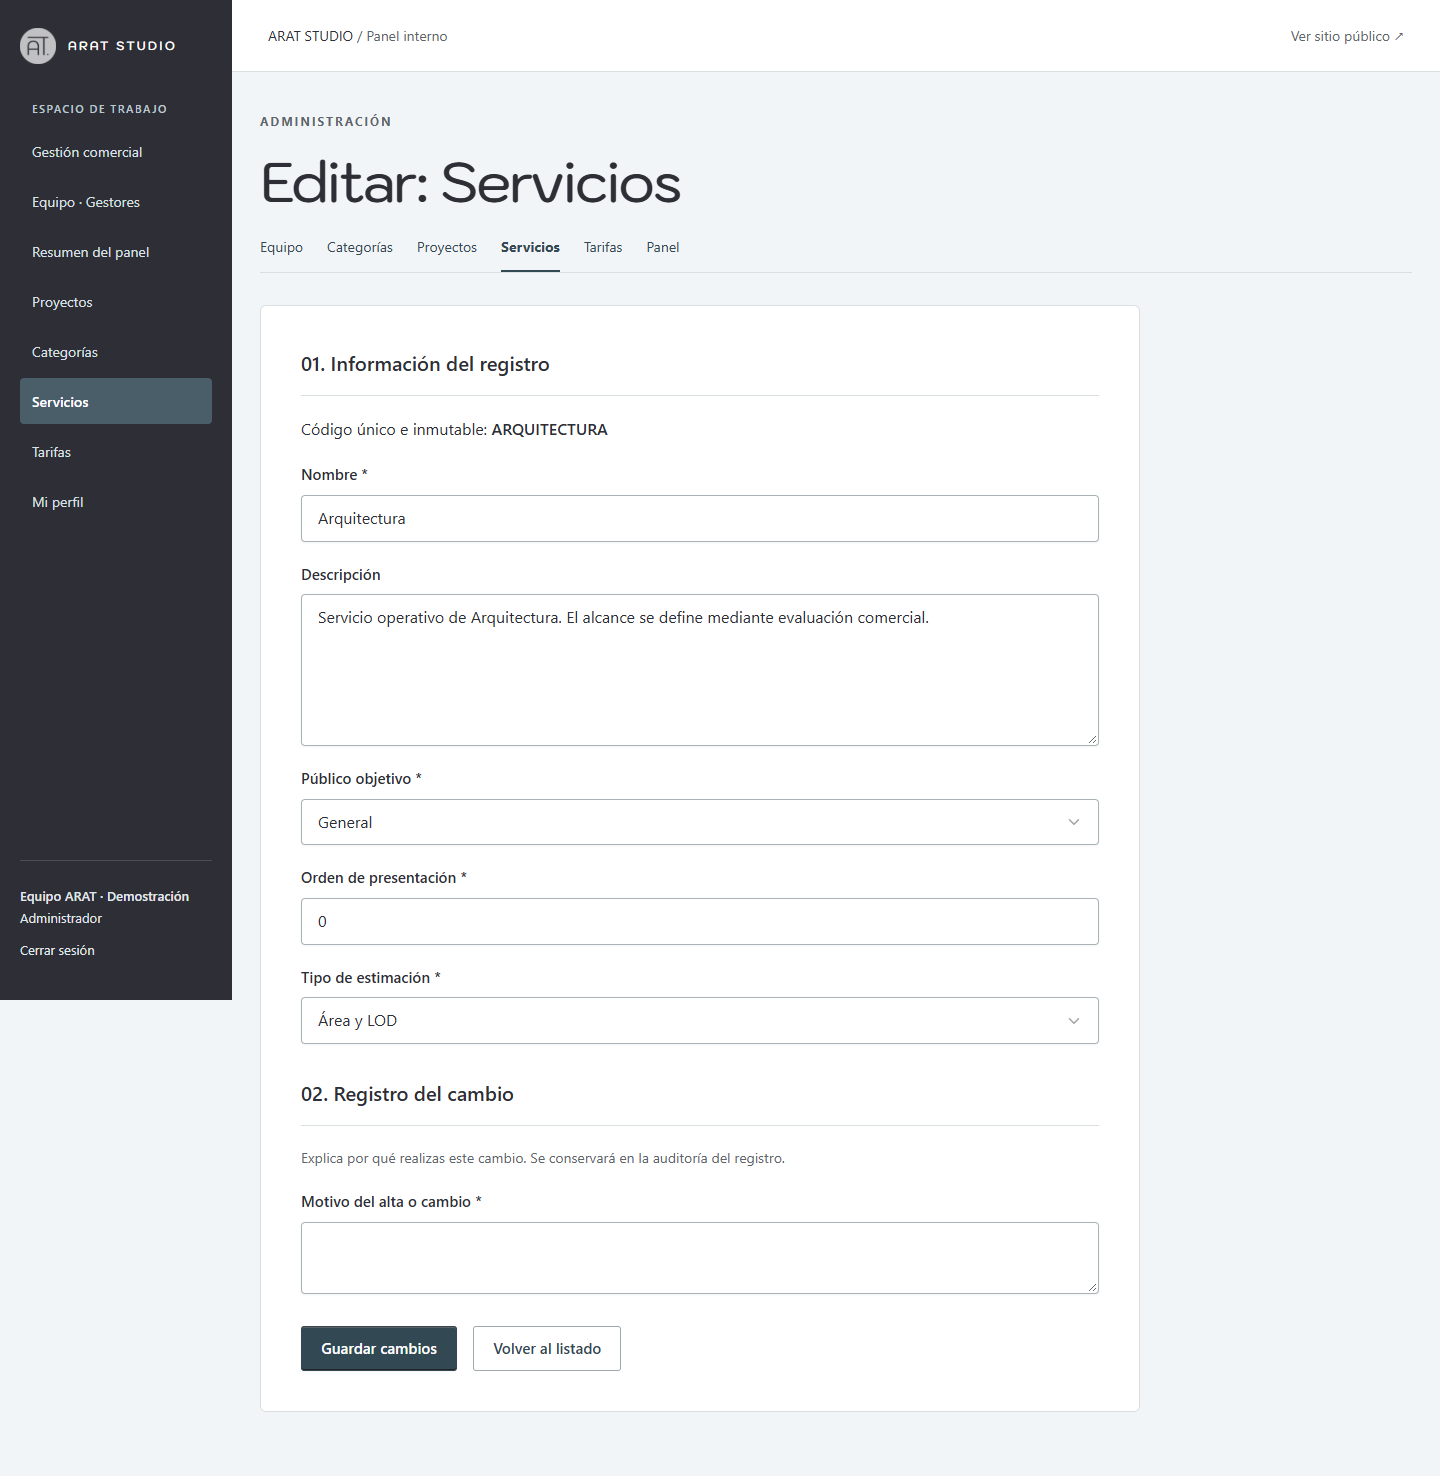 AT.
ARAT STUDIO
ESPACIO DE TRABAJO
Gestión comercial
Equipo · Gestores
Resumen del panel
Proyectos
Categorías
Servicios
Tarifas
Mi perfil
Equipo ARAT · Demostración
Administrador
Cerrar sesión
ARAT STUDIO / Panel interno
Ver sitio público ↗
ADMINISTRACIÓN
Editar: Servicios
Equipo Categorías Proyectos Servicios Tarifas Panel
01. Información del registro
Código único e inmutable: ARQUITECTURA
Nombre *
Arquitectura
Descripción
Servicio operativo de Arquitectura. El alcance se define mediante evaluación comercial.
Público objetivo *
General
Orden de presentación *
0
Tipo de estimación *
Área y LOD
02. Registro del cambio
Explica por qué realizas este cambio. Se conservará en la auditoría del registro.
Motivo del alta o cambio *
Guardar cambios
Volver al listado